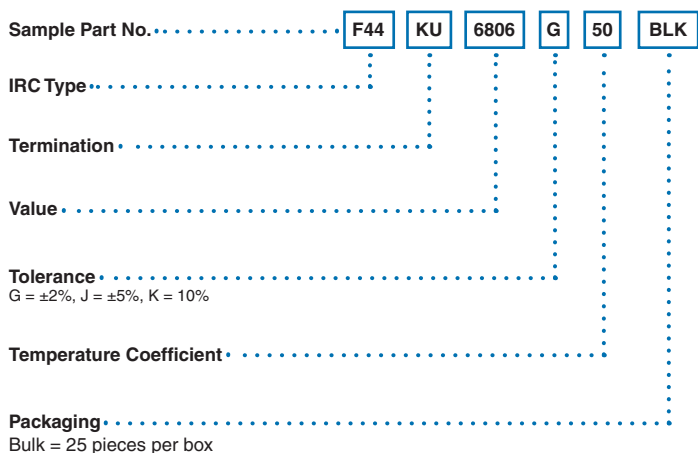 Sample Part No. F44 KU 6806 G 50 BLK
IRC Type
Termination
Value
Tolerance
G = ±2%, J = ±5%, K = 10%
Temperature Coefficient
Packaging
Bulk = 25 pieces per box